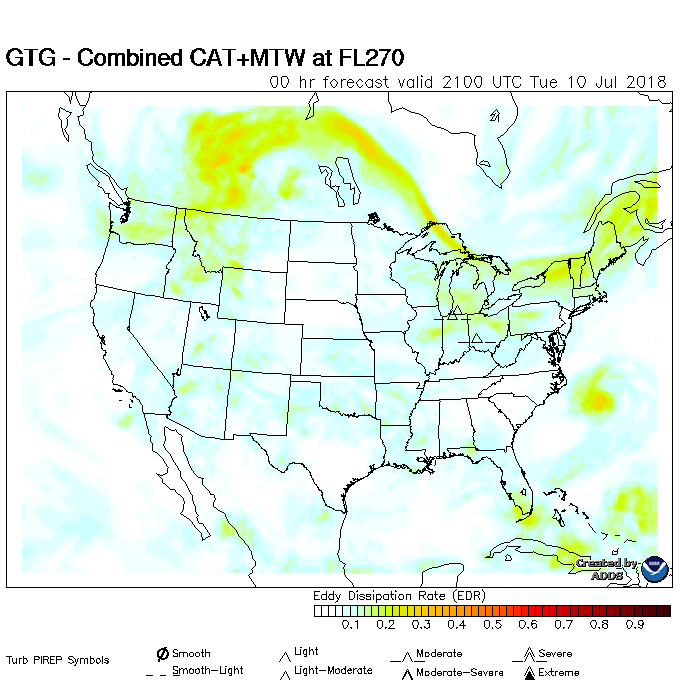 GTG - Combined CAT+MTW at FL270
00 hr forecast valid 2100 UTC Tue 10 Jul 2018
Created by
ADDS
Eddy Dissipation Rate (EDR)
0.1 0.2 0.3 0.4 0.5 0.6 0.7 0.8 0.9
Turb PIREP Symbols
Smooth Light Moderate Severe
Smooth-Light Light-Moderate Moderate-Severe Extreme